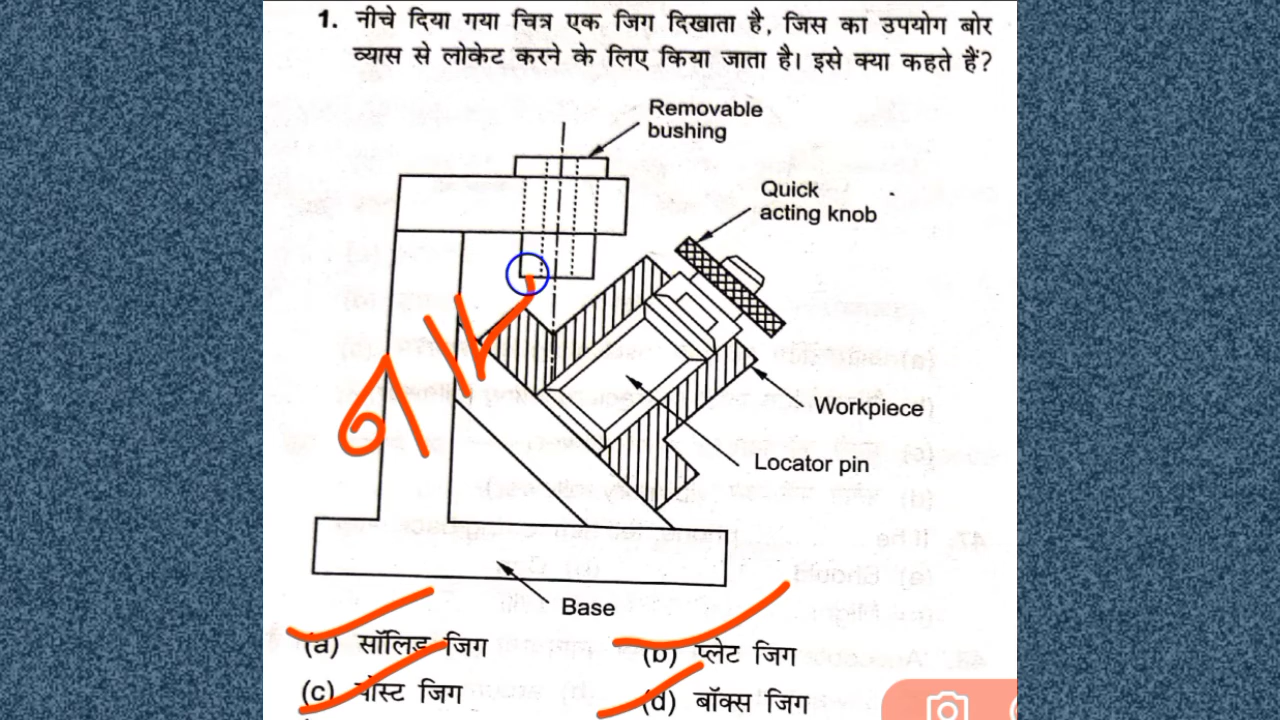 1. नीचे दिया गया चित्र एक जिग दिखाता है, जिस का उपयोग बोर
व्यास से लोकेट करने के लिए किया जाता है। इसे क्या कहते हैं?
Removable
bushing
Quick
acting knob
Workpiece
Locator pin
Base
(a) सॉलिड जिग
(b) प्लेट जिग
(c) पोस्ट जिग
(d) बॉक्स जिग